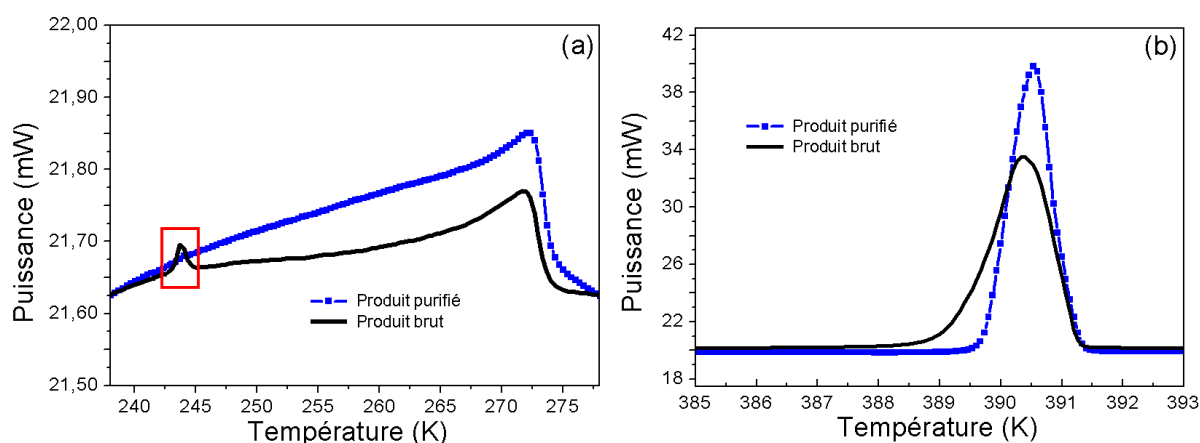 (a)
Puissance (mW)
22,00
21,90
21,80
21,70
21,60
21,50
Produit purifié
Produit brut
240 245 250 255 260 265 270 275
Température (K)
(b)
Puissance (mW)
42
38
34
30
26
22
18
Produit purifié
Produit brut
385 386 387 388 389 390 391 392 393
Température (K)